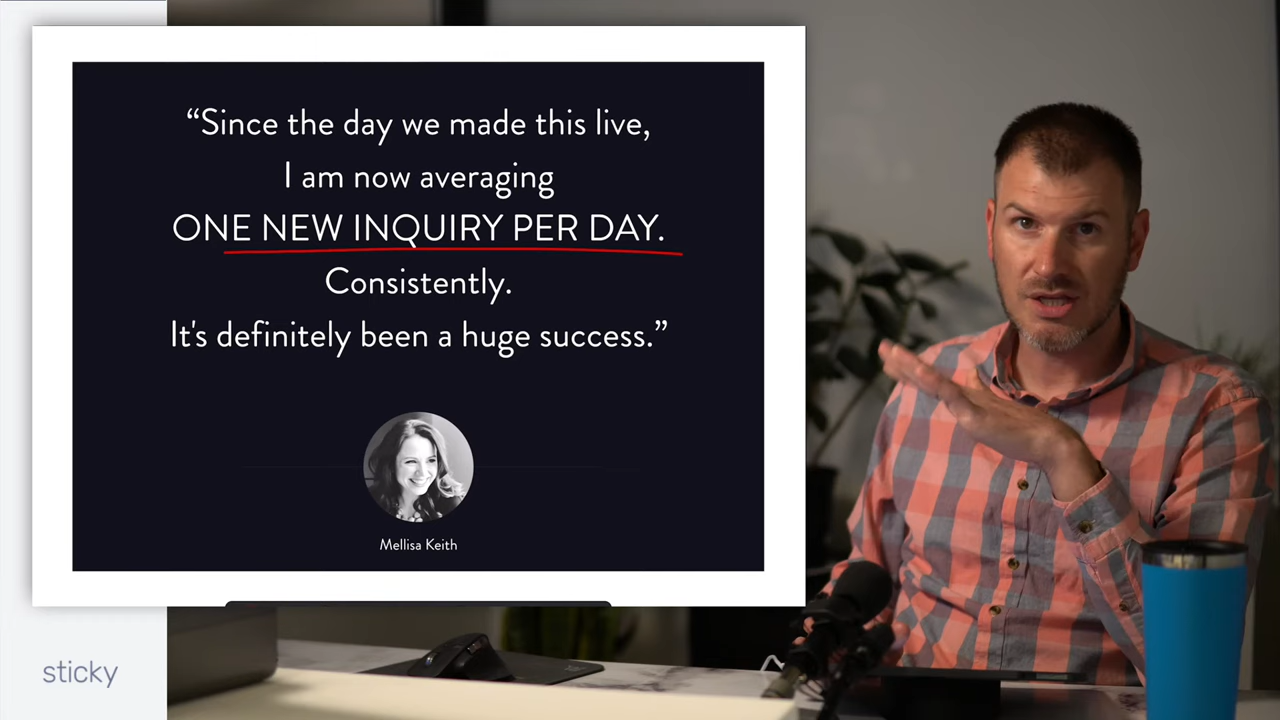 “Since the day we made this live,
I am now averaging
ONE NEW INQUIRY PER DAY.
Consistently.
It's definitely been a huge success.”
Mellisa Keith
sticky